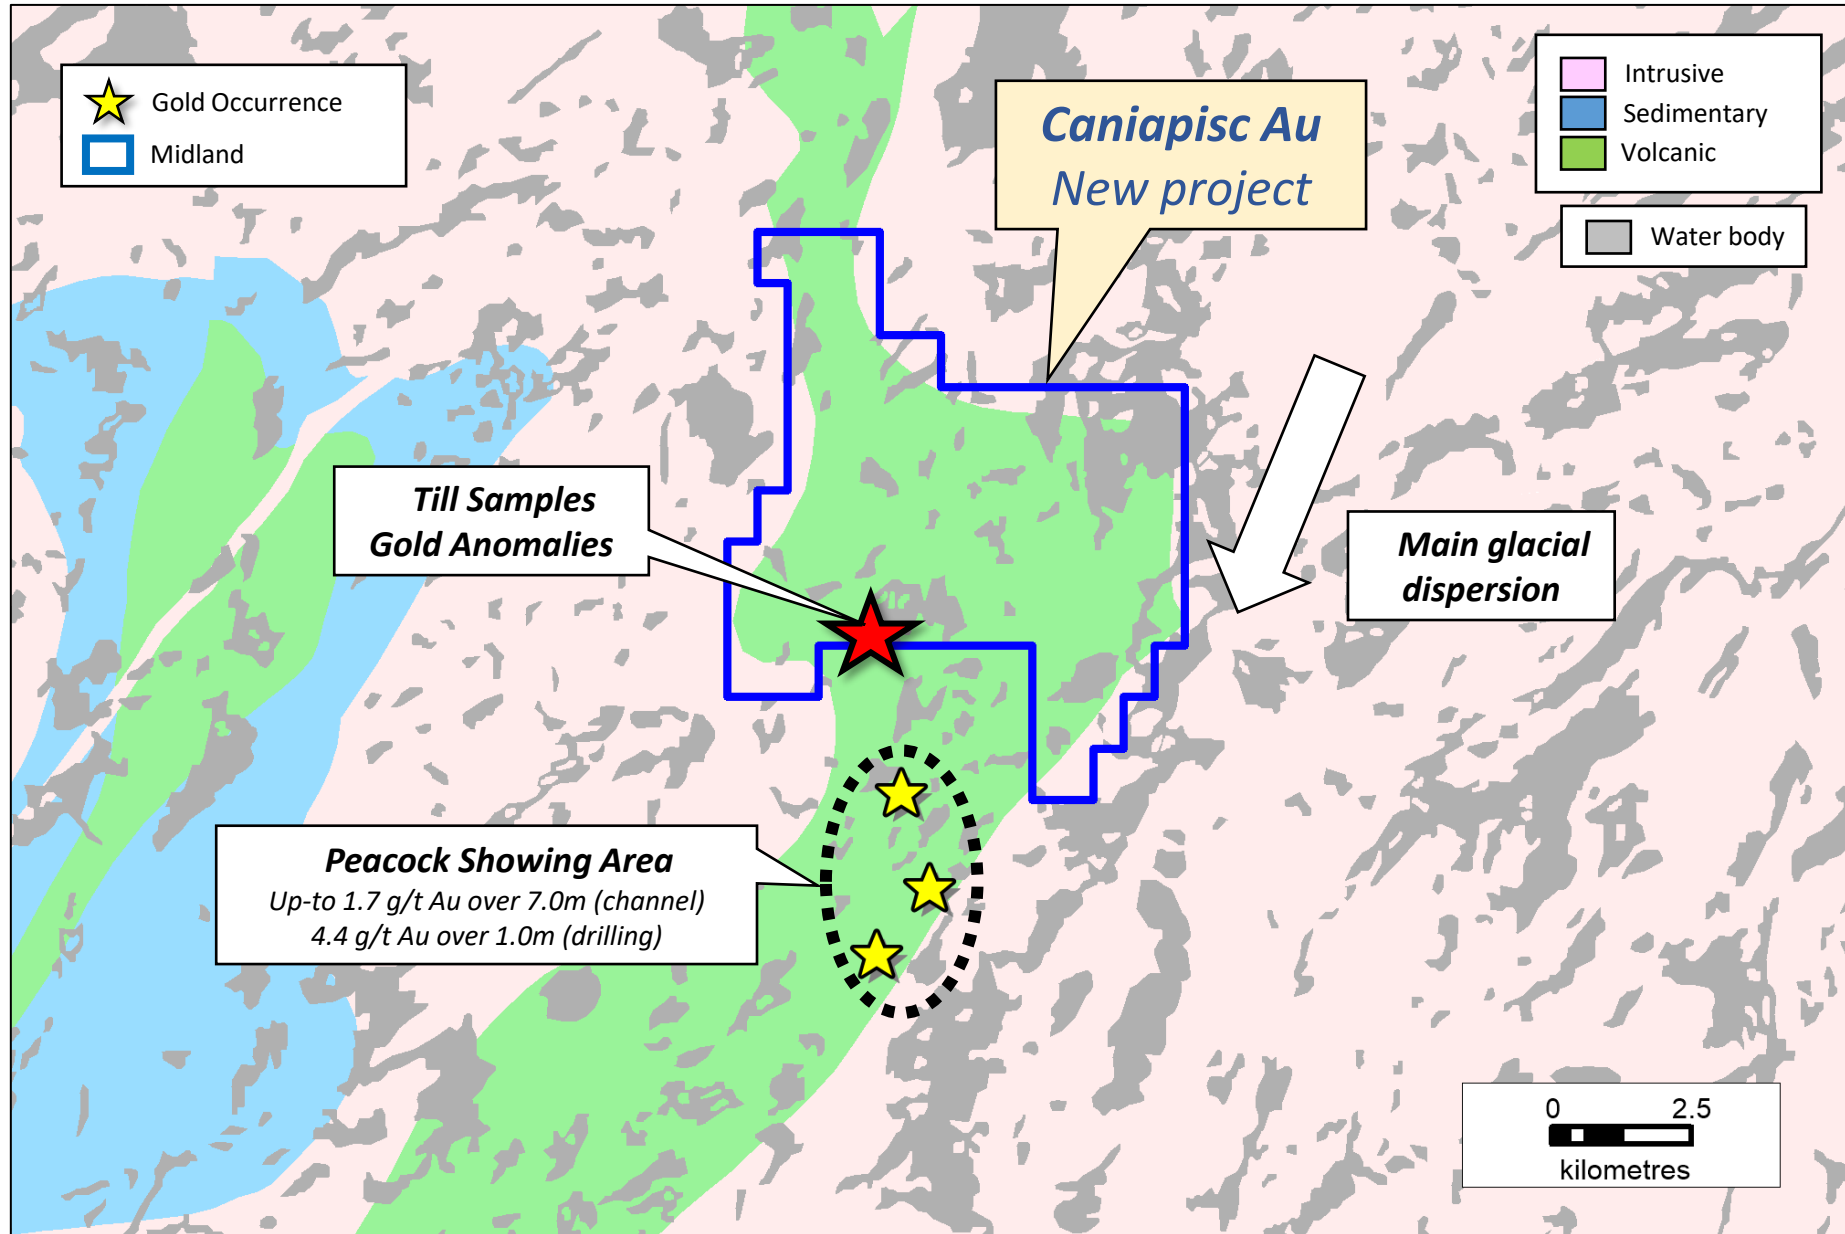 Gold Occurrence
Midland
Caniapisc Au
New project
Intrusive
Sedimentary
Volcanic
Water body
Till Samples
Gold Anomalies
Main glacial
dispersion
Peacock Showing Area
Up-to 1.7 g/t Au over 7.0m (channel)
4.4 g/t Au over 1.0m (drilling)
0 2.5
kilometres